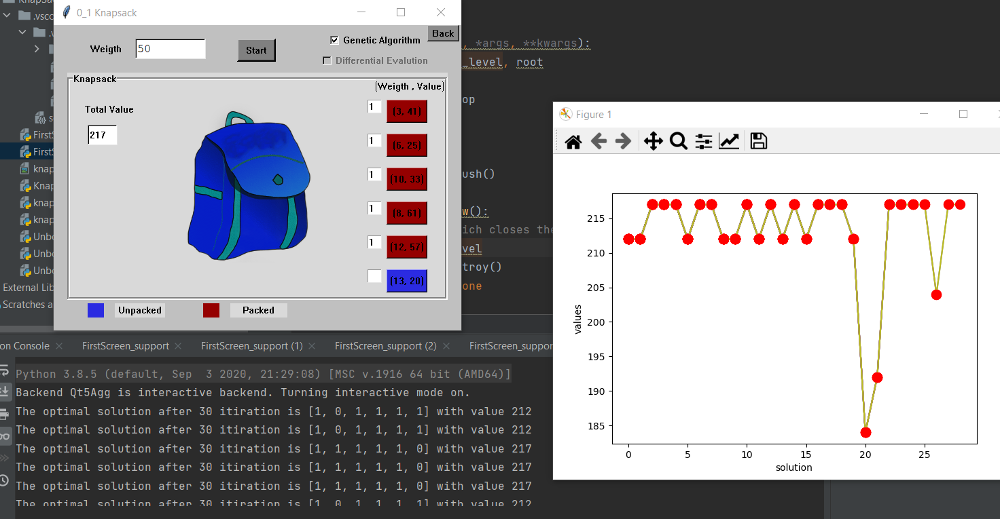 KnapSac
.vsco
.v
s
FirstS
FirstS
knap
Knap
knap
knap
Unbo
Unbo
Unbo
External Lib
Scratches a
0_1 Knapsack
Back
Weigth
50
Start
Genetic Algorithm
Differential Evalution
Knapsack
(Weigth , Value)
Total Value
217
1
(3, 41)
1
(6, 25)
1
(10, 33)
1
(8, 61)
1
(12, 57)
(13, 20)
Unpacked
Packed
, *args, **kwargs):
_level, root
op
ush()
w():
ich closes the
vel
troy()
one
Figure 1
values
215
210
205
200
195
190
185
0 5 10 15 20 25
solution
on Console
FirstScreen_support
FirstScreen_support (1)
FirstScreen_support (2)
FirstScreen_suppor
Python 3.8.5 (default, Sep  3 2020, 21:29:08) [MSC v.1916 64 bit (AMD64)]
Backend Qt5Agg is interactive backend. Turning interactive mode on.
The optimal solution after 30 itiration is [1, 0, 1, 1, 1, 1] with value 212
The optimal solution after 30 itiration is [1, 0, 1, 1, 1, 1] with value 212
The optimal solution after 30 itiration is [1, 1, 1, 1, 1, 0] with value 217
The optimal solution after 30 itiration is [1, 1, 1, 1, 1, 0] with value 217
The optimal solution after 30 itiration is [1, 1, 1, 1, 1, 0] with value 217
The optimal solution after 30 itiration is [1, 0, 1, 1, 1, 1] with value 212